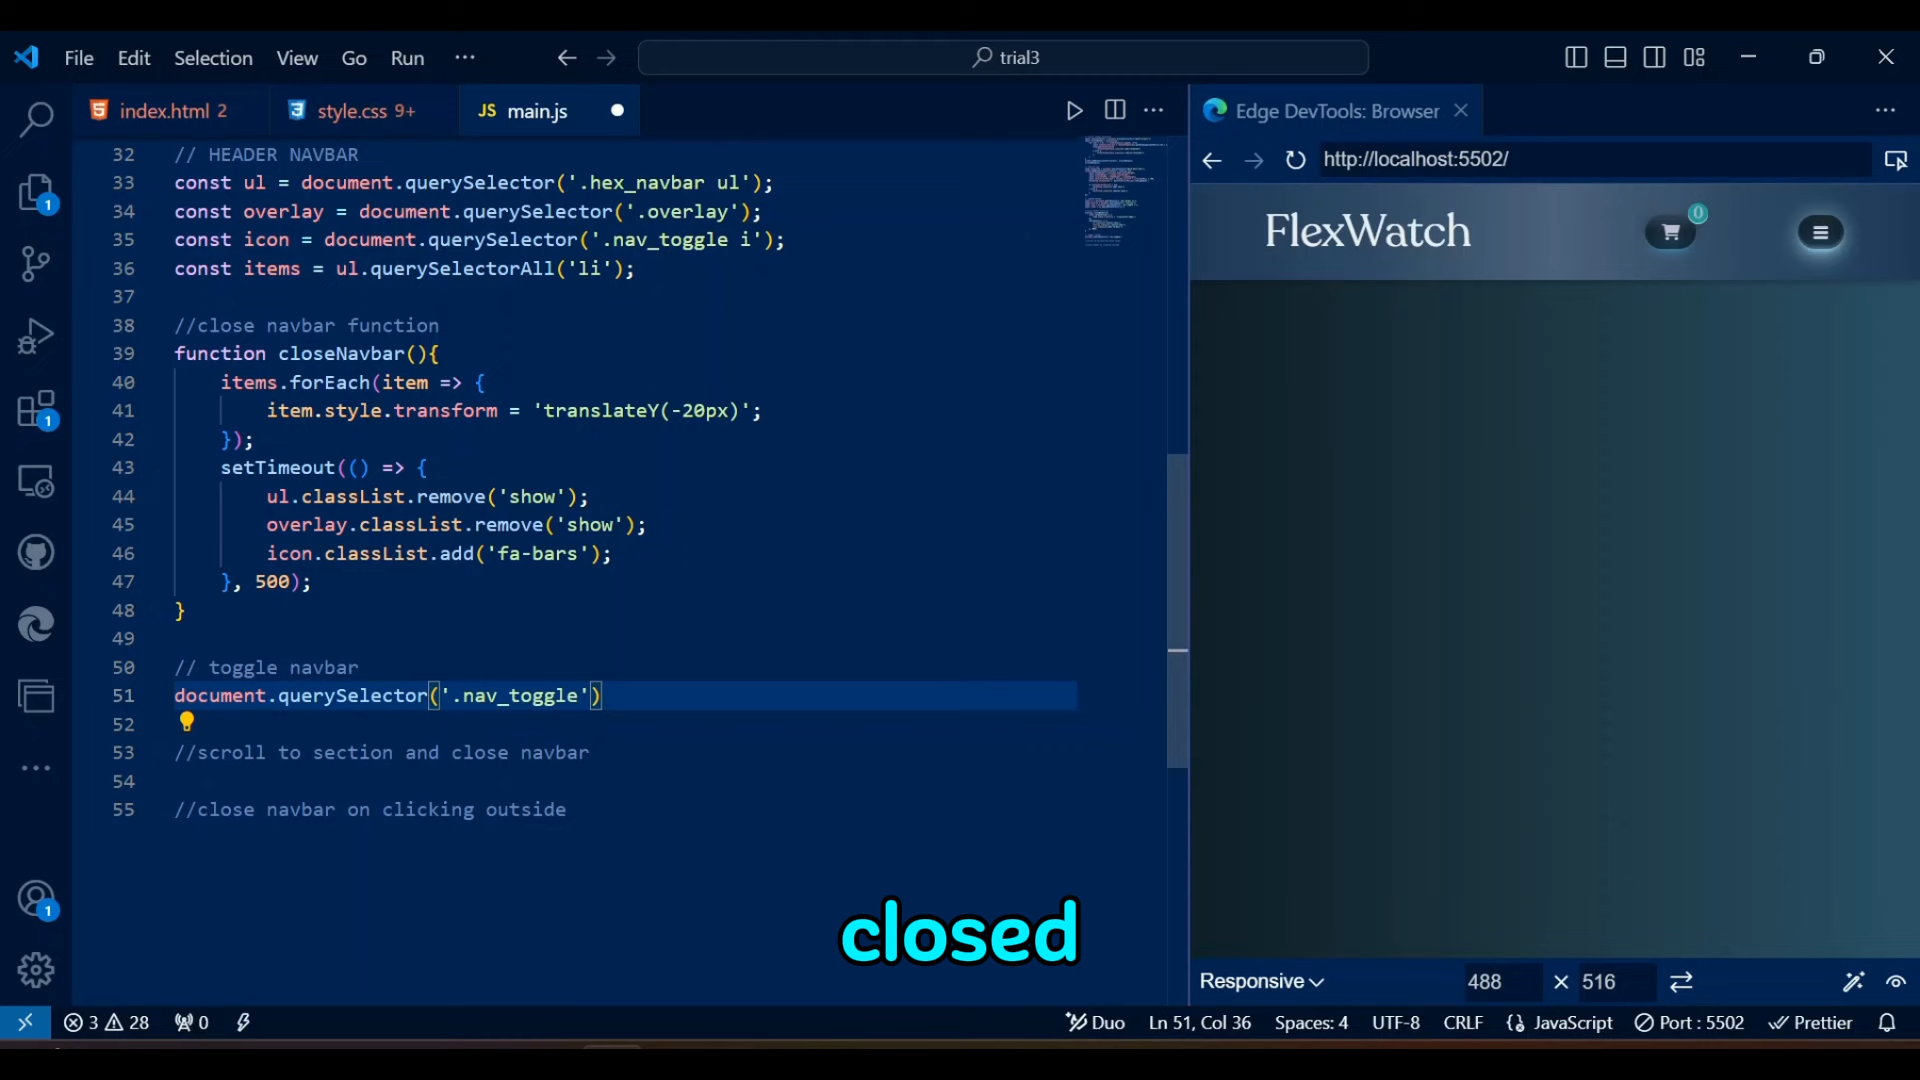 File Edit Selection View Go Run ··· trial3
index.html 2 style.css 9+ JS main.js
Edge DevTools: Browser
http://localhost:5502/
FlexWatch 0
32 // HEADER NAVBAR
33 const ul = document.querySelector('.hex_navbar ul');
34 const overlay = document.querySelector('.overlay');
35 const icon = document.querySelector('.nav_toggle i');
36 const items = ul.querySelectorAll('li');
37
38 //close navbar function
39 function closeNavbar(){
40 items.forEach(item => {
41 item.style.transform = 'translateY(-20px)';
42 });
43 setTimeout(() => {
44 ul.classList.remove('show');
45 overlay.classList.remove('show');
46 icon.classList.add('fa-bars');
47 }, 500);
48 }
49
50 // toggle navbar
51 document.querySelector('.nav_toggle')
52
53 //scroll to section and close navbar
54
55 //close navbar on clicking outside
1
1
1
closed
Responsive 488 × 516
3 28 0 Duo Ln 51, Col 36 Spaces: 4 UTF-8 CRLF JavaScript Port : 5502 Prettier